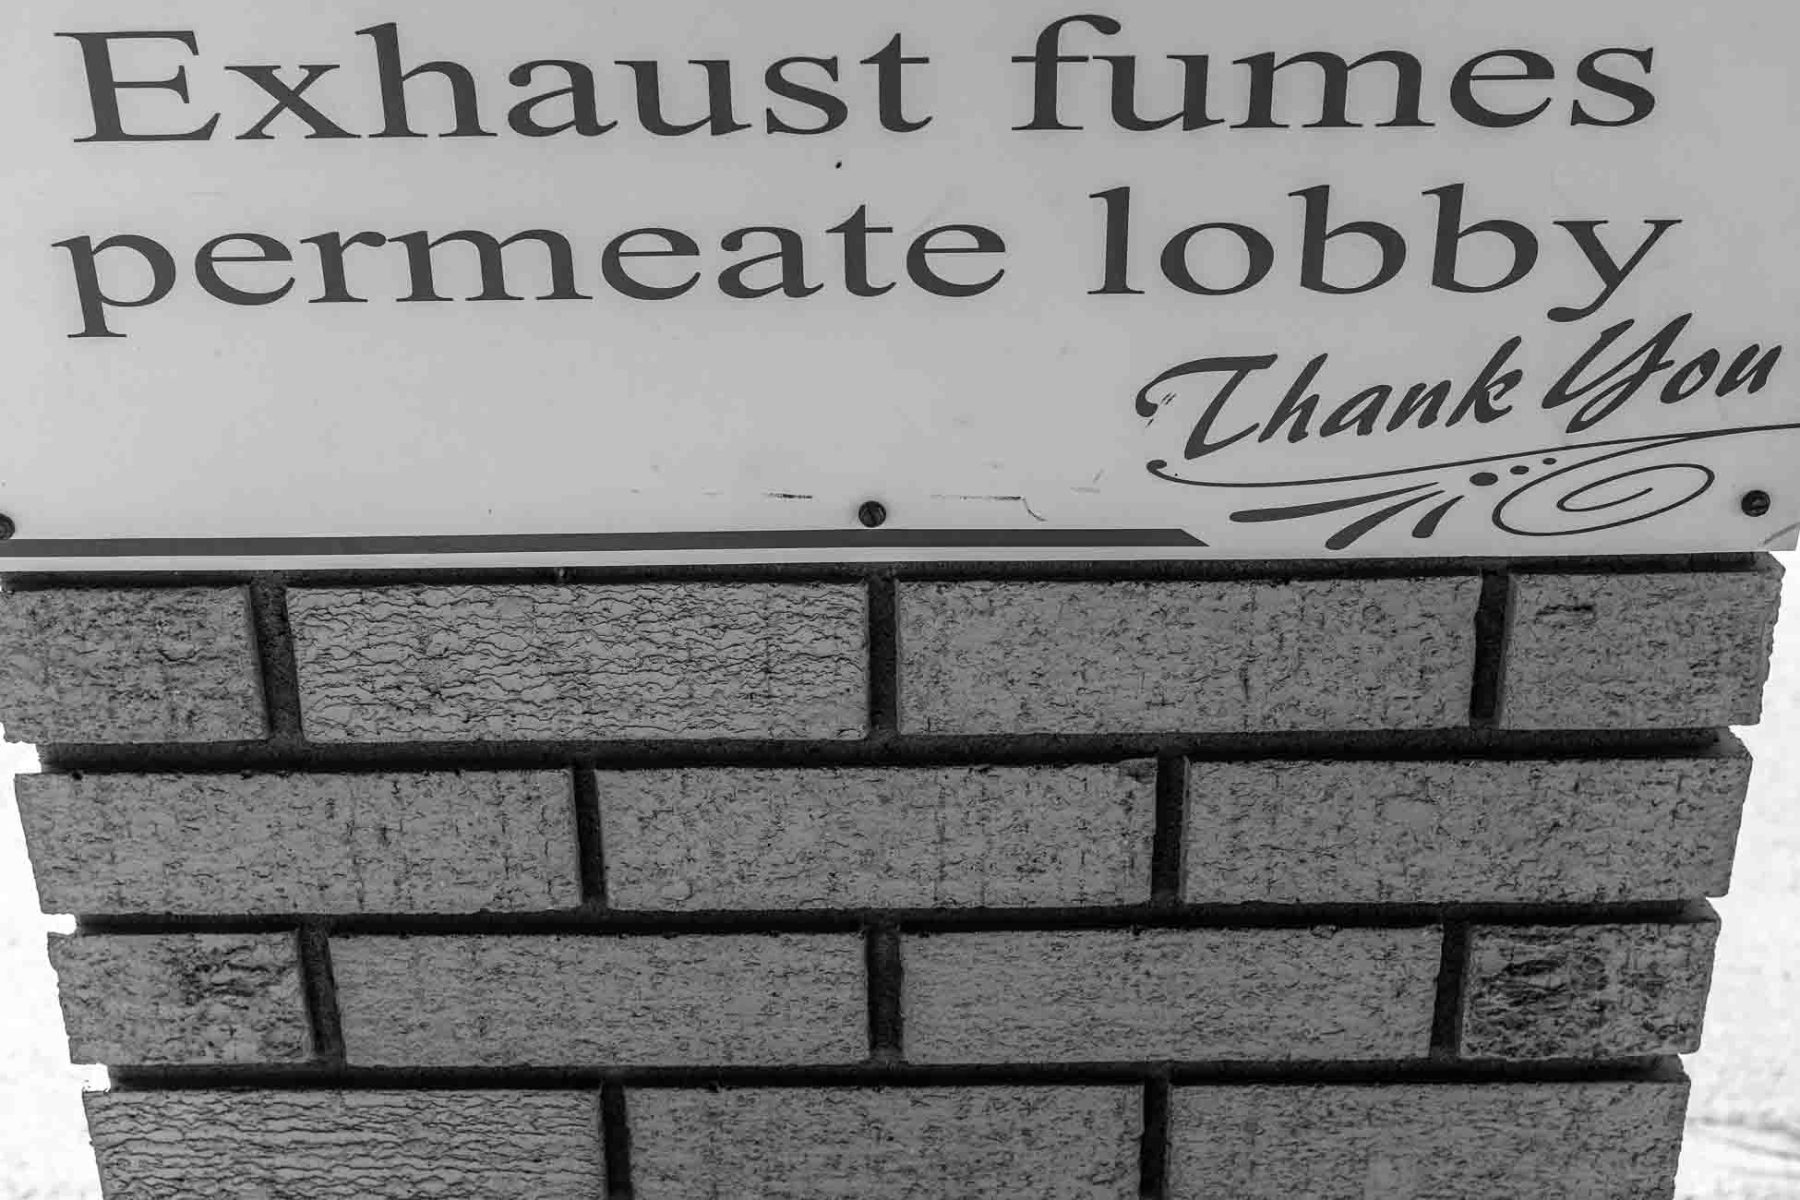 Exhaust fumes
permeate lobby
Thank You